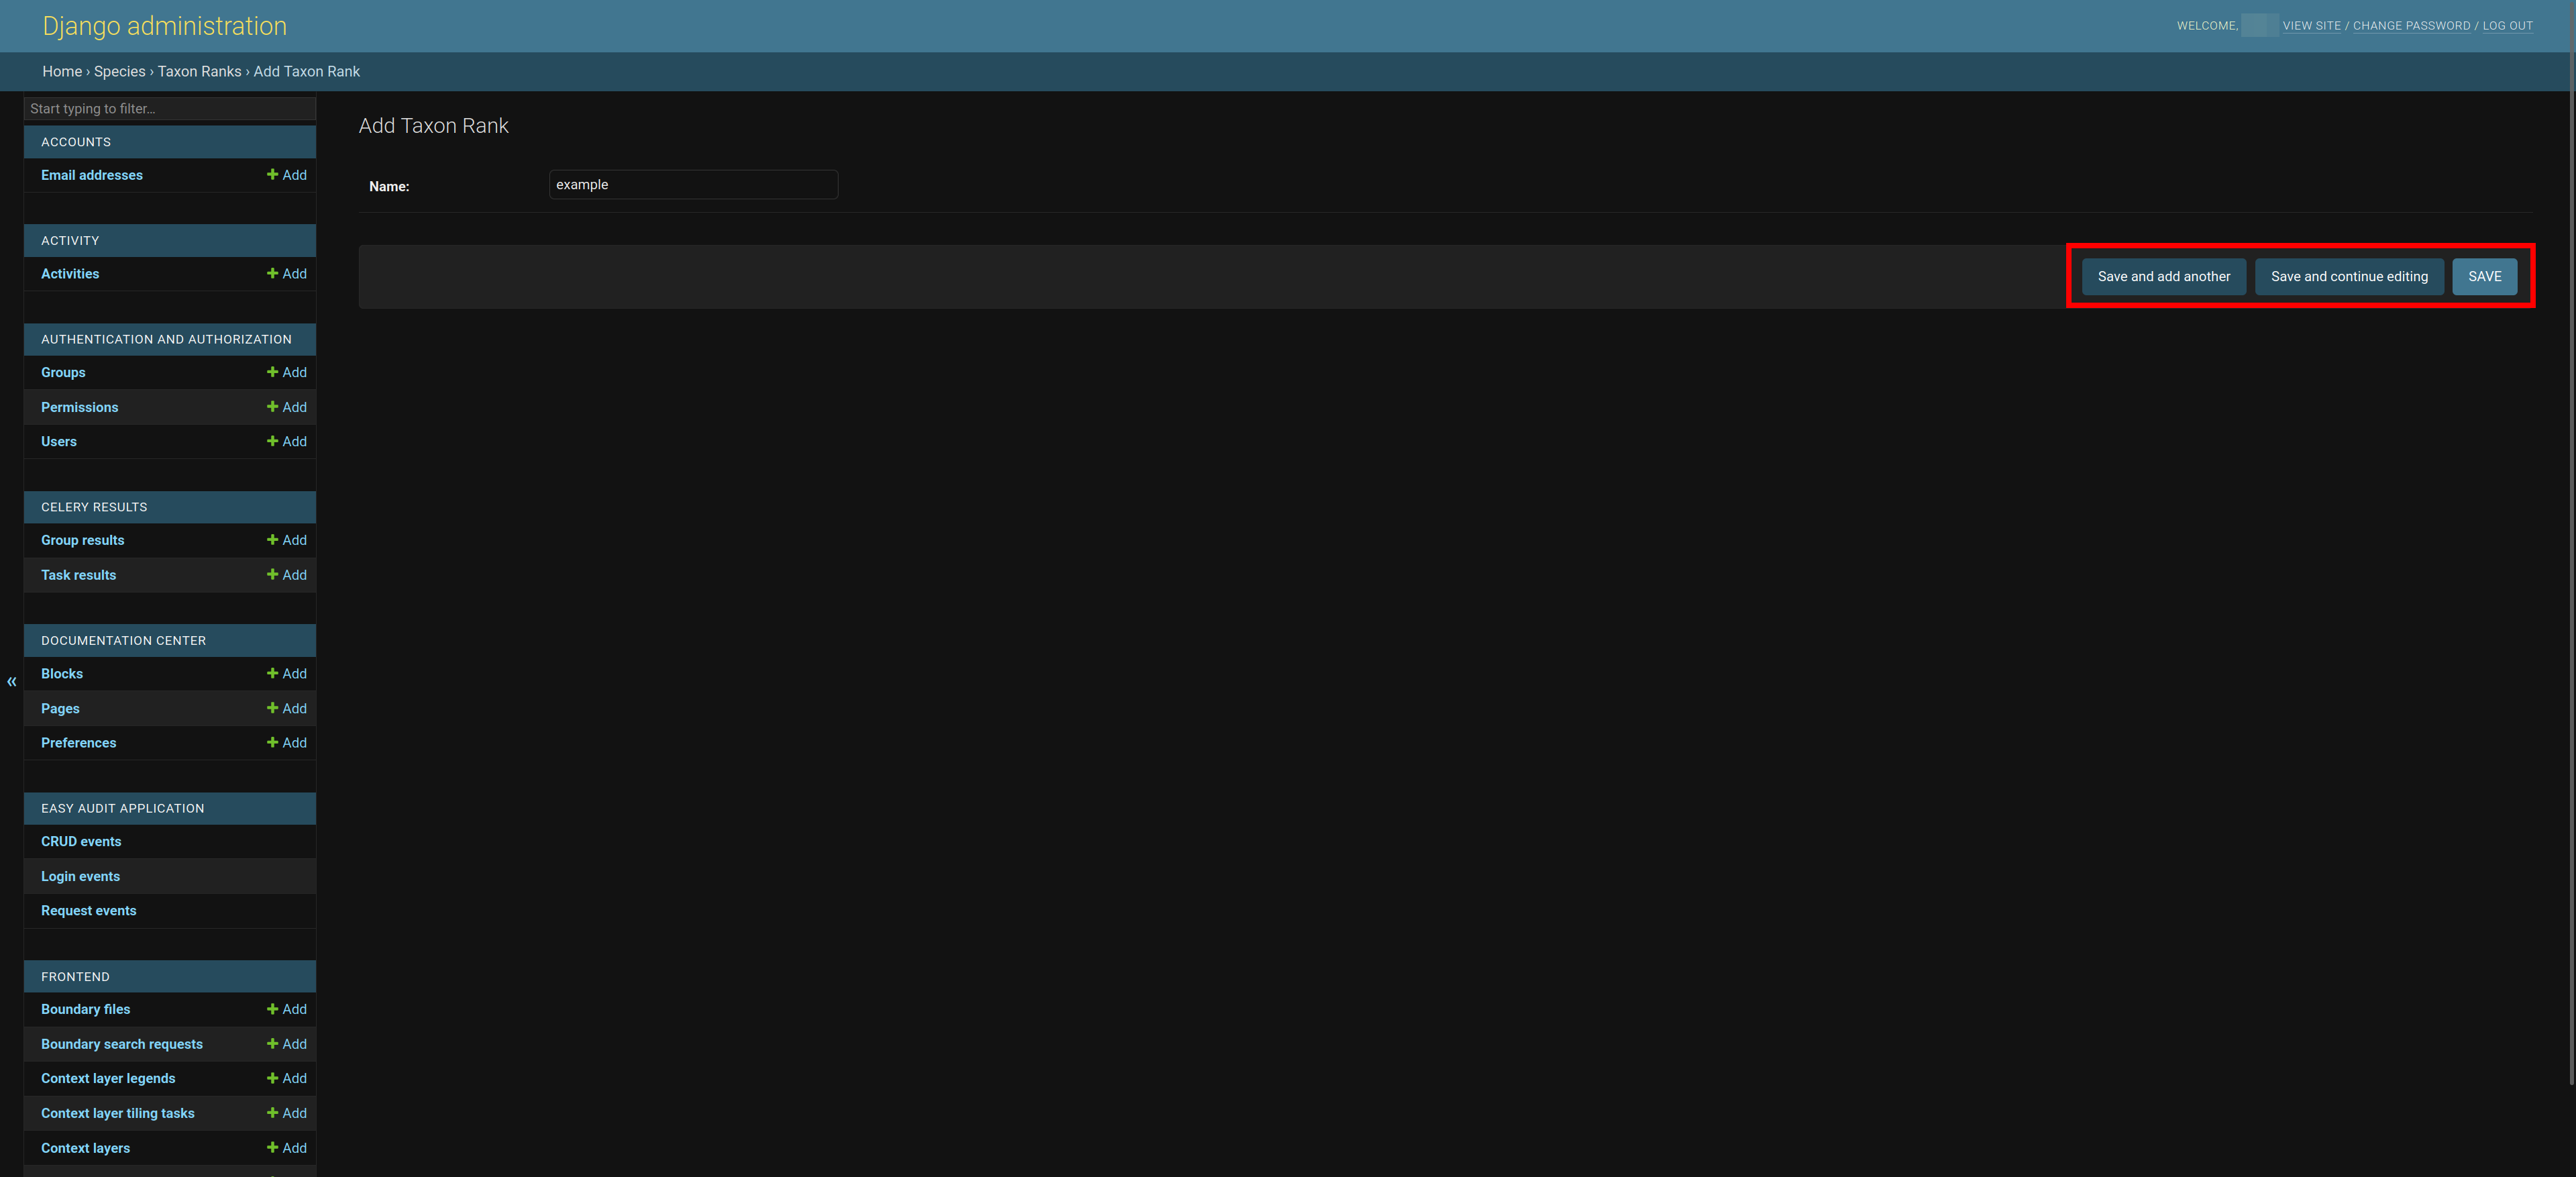 Django administration
WELCOME, VIEW SITE / CHANGE PASSWORD / LOG OUT
Home › Species › Taxon Ranks › Add Taxon Rank
Start typing to filter...
ACCOUNTS
Email addresses + Add
ACTIVITY
Activities + Add
AUTHENTICATION AND AUTHORIZATION
Groups + Add
Permissions + Add
Users + Add
CELERY RESULTS
Group results + Add
Task results + Add
DOCUMENTATION CENTER
Blocks + Add
Pages + Add
Preferences + Add
EASY AUDIT APPLICATION
CRUD events
Login events
Request events
FRONTEND
Boundary files + Add
Boundary search requests + Add
Context layer legends + Add
Context layer tiling tasks + Add
Context layers + Add
«
Add Taxon Rank
Name: example
Save and add another Save and continue editing SAVE